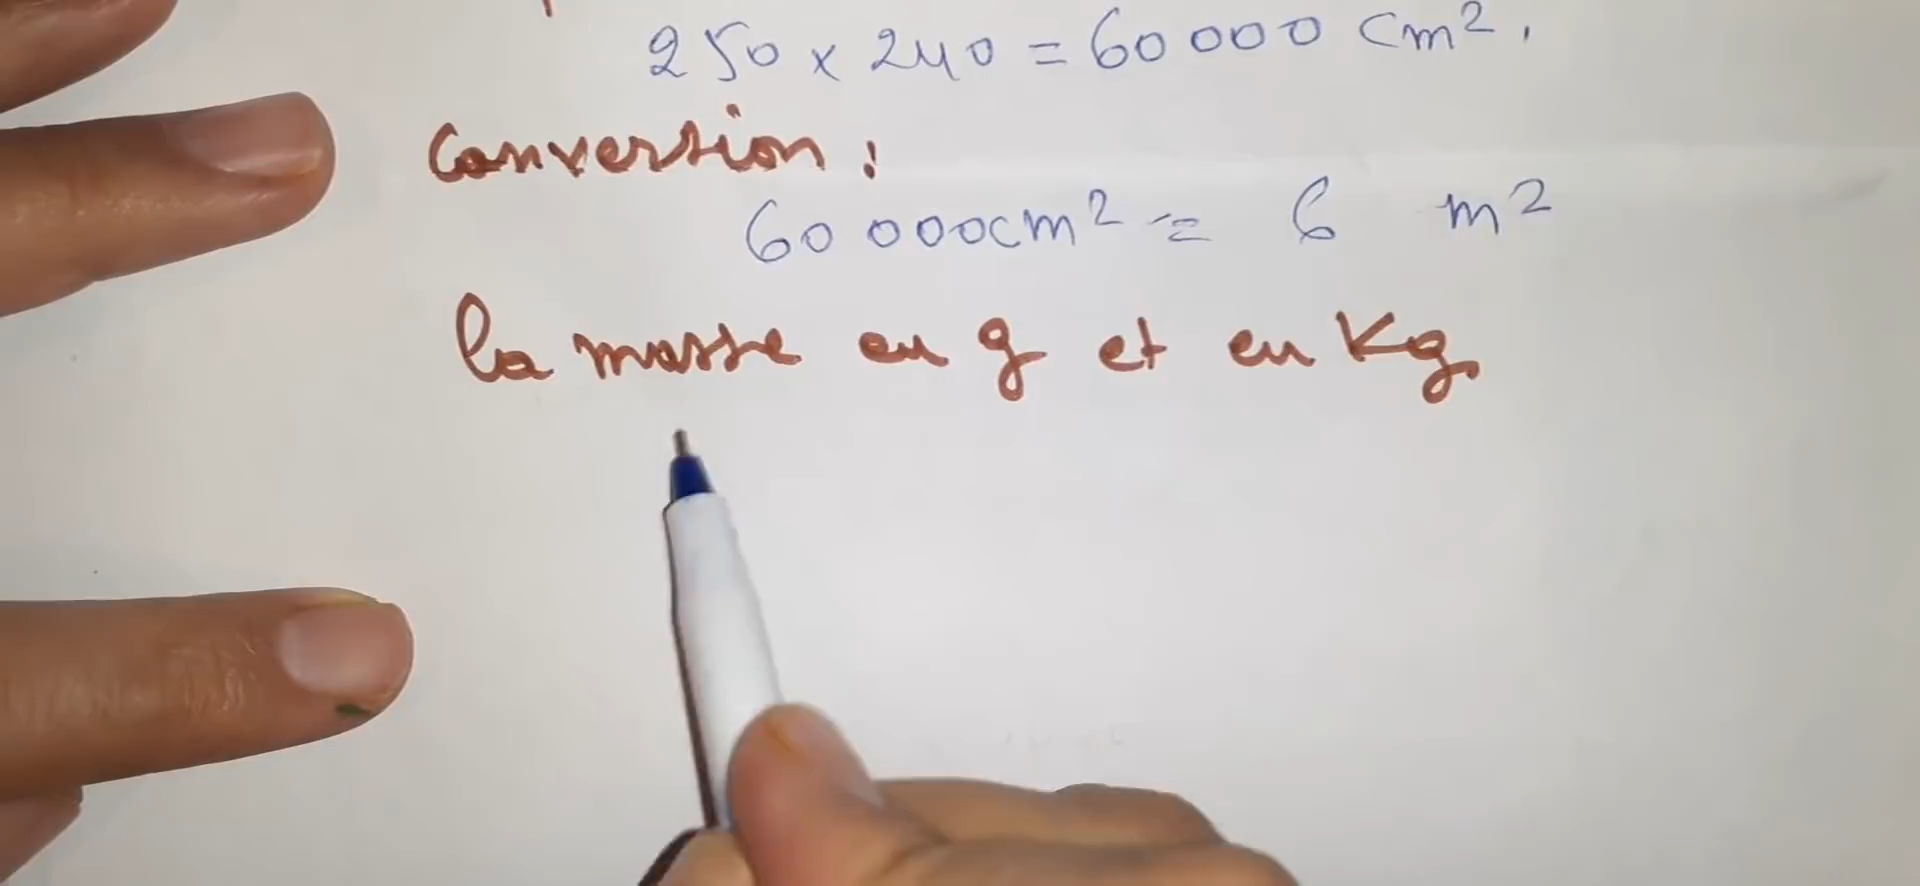 250 x 240 = 60 000 cm².
Conversion :
60 000cm² = 6 m²
la masse en g et en Kg.